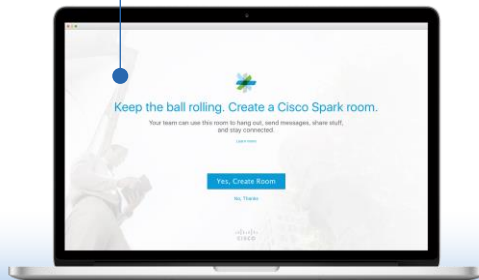 Keep the ball rolling. Create a Cisco Spark room.
Your team can use this room to hang out, send messages, share stuff,
and stay connected.
Learn more
Yes, Create Room
No, Thanks
CISCO